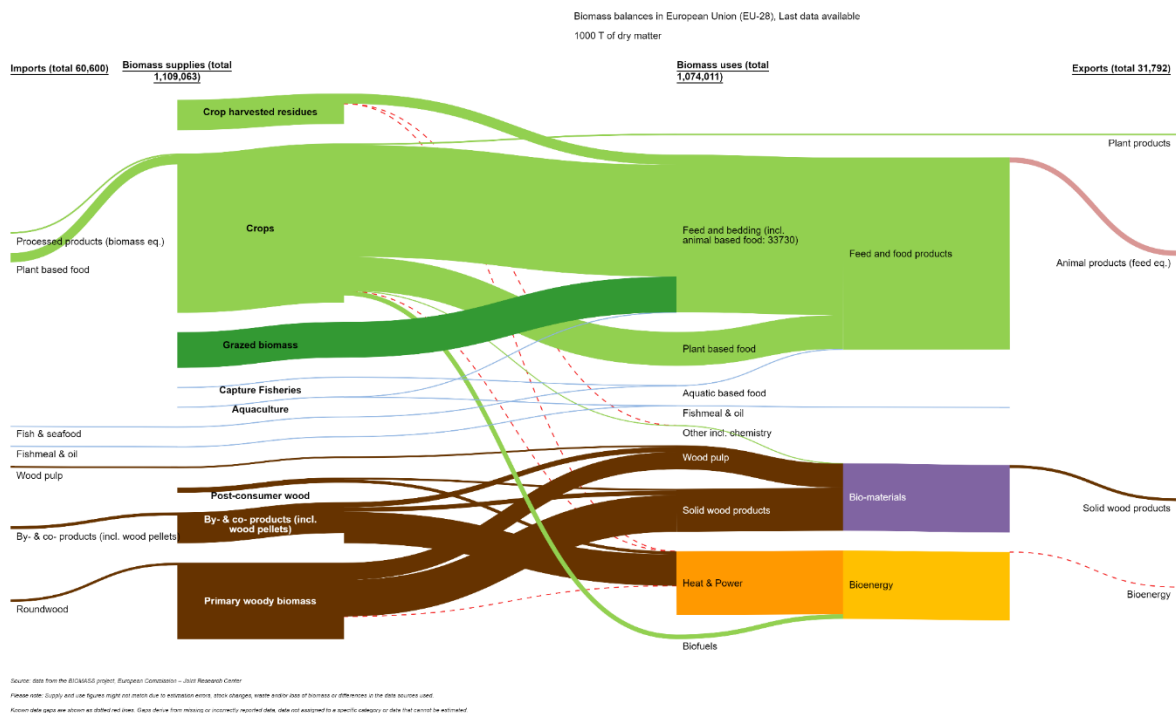 Biomass balances in European Union (EU-28), Last data available
1000 T of dry matter
Imports (total 60,600)
Biomass supplies (total
1,109,063)
Biomass uses (total
1,074,011)
Exports (total 31,792)
Crop harvested residues
Plant products
Crops
Feed and bedding (incl.
animal based food: 33730)
Processed products (biomass eq.)
Feed and food products
Animal products (feed eq.)
Plant based food
Grazed biomass
Plant based food
Capture Fisheries
Aquatic based food
Aquaculture
Fishmeal & oil
Fish & seafood
Other incl. chemistry
Fishmeal & oil
Wood pulp
Wood pulp
Post-consumer wood
Bio-materials
Solid wood products
Solid wood products
By- & co- products (incl.
wood pellets)
By- & co- products (incl. wood pellets
Heat & Power
Bioenergy
Bioenergy
Primary woody biomass
Roundwood
Biofuels
Source: data from the BIOMASS project, European Commission – Joint Research Center
Please note: Supply and use figures might not match due to estimation errors, stock changes, waste and/or loss of biomass or differences in the data sources used.
Known data gaps are shown as dotted red lines. Gaps derive from missing or incorrectly reported data, data not assigned to a specific category or data that cannot be estimated.